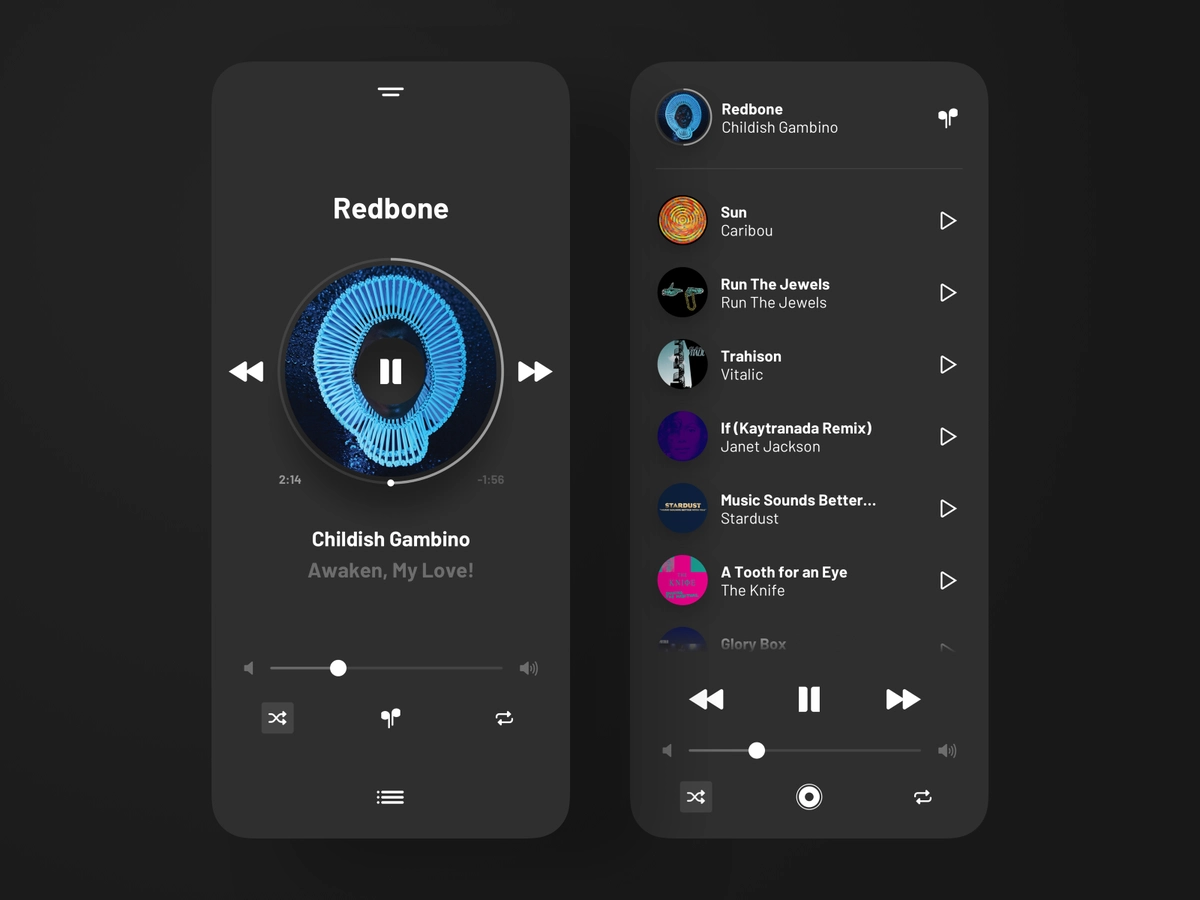 Redbone
2:14
-1:56
Childish Gambino
Awaken, My Love!
Redbone
Childish Gambino
Sun
Caribou
Run The Jewels
Run The Jewels
Trahison
Vitalic
If (Kaytranada Remix)
Janet Jackson
STARDUST
Music Sounds Better...
Stardust
KNIFE
A Tooth for an Eye
The Knife
Glory Box